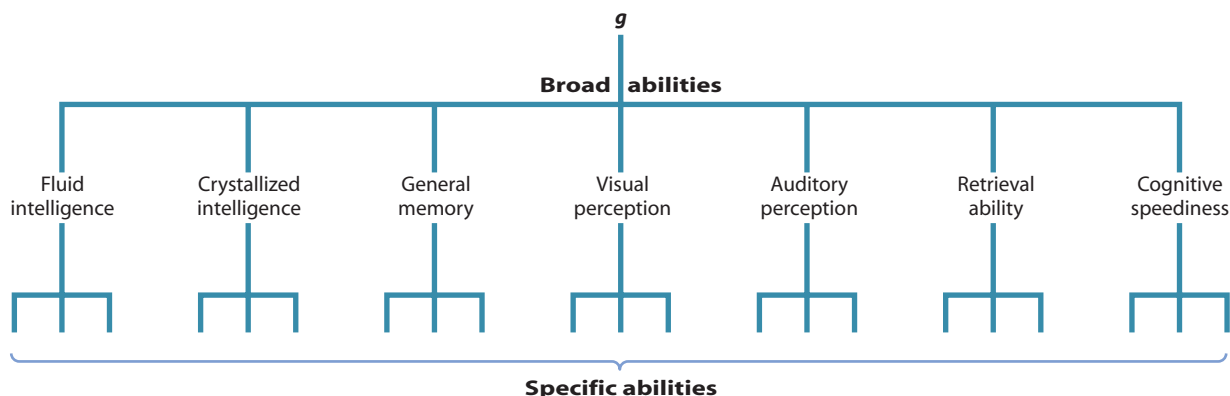 g
Broad abilities
Fluid
intelligence
Crystallized
intelligence
General
memory
Visual
perception
Auditory
perception
Retrieval
ability
Cognitive
speediness
Specific abilities